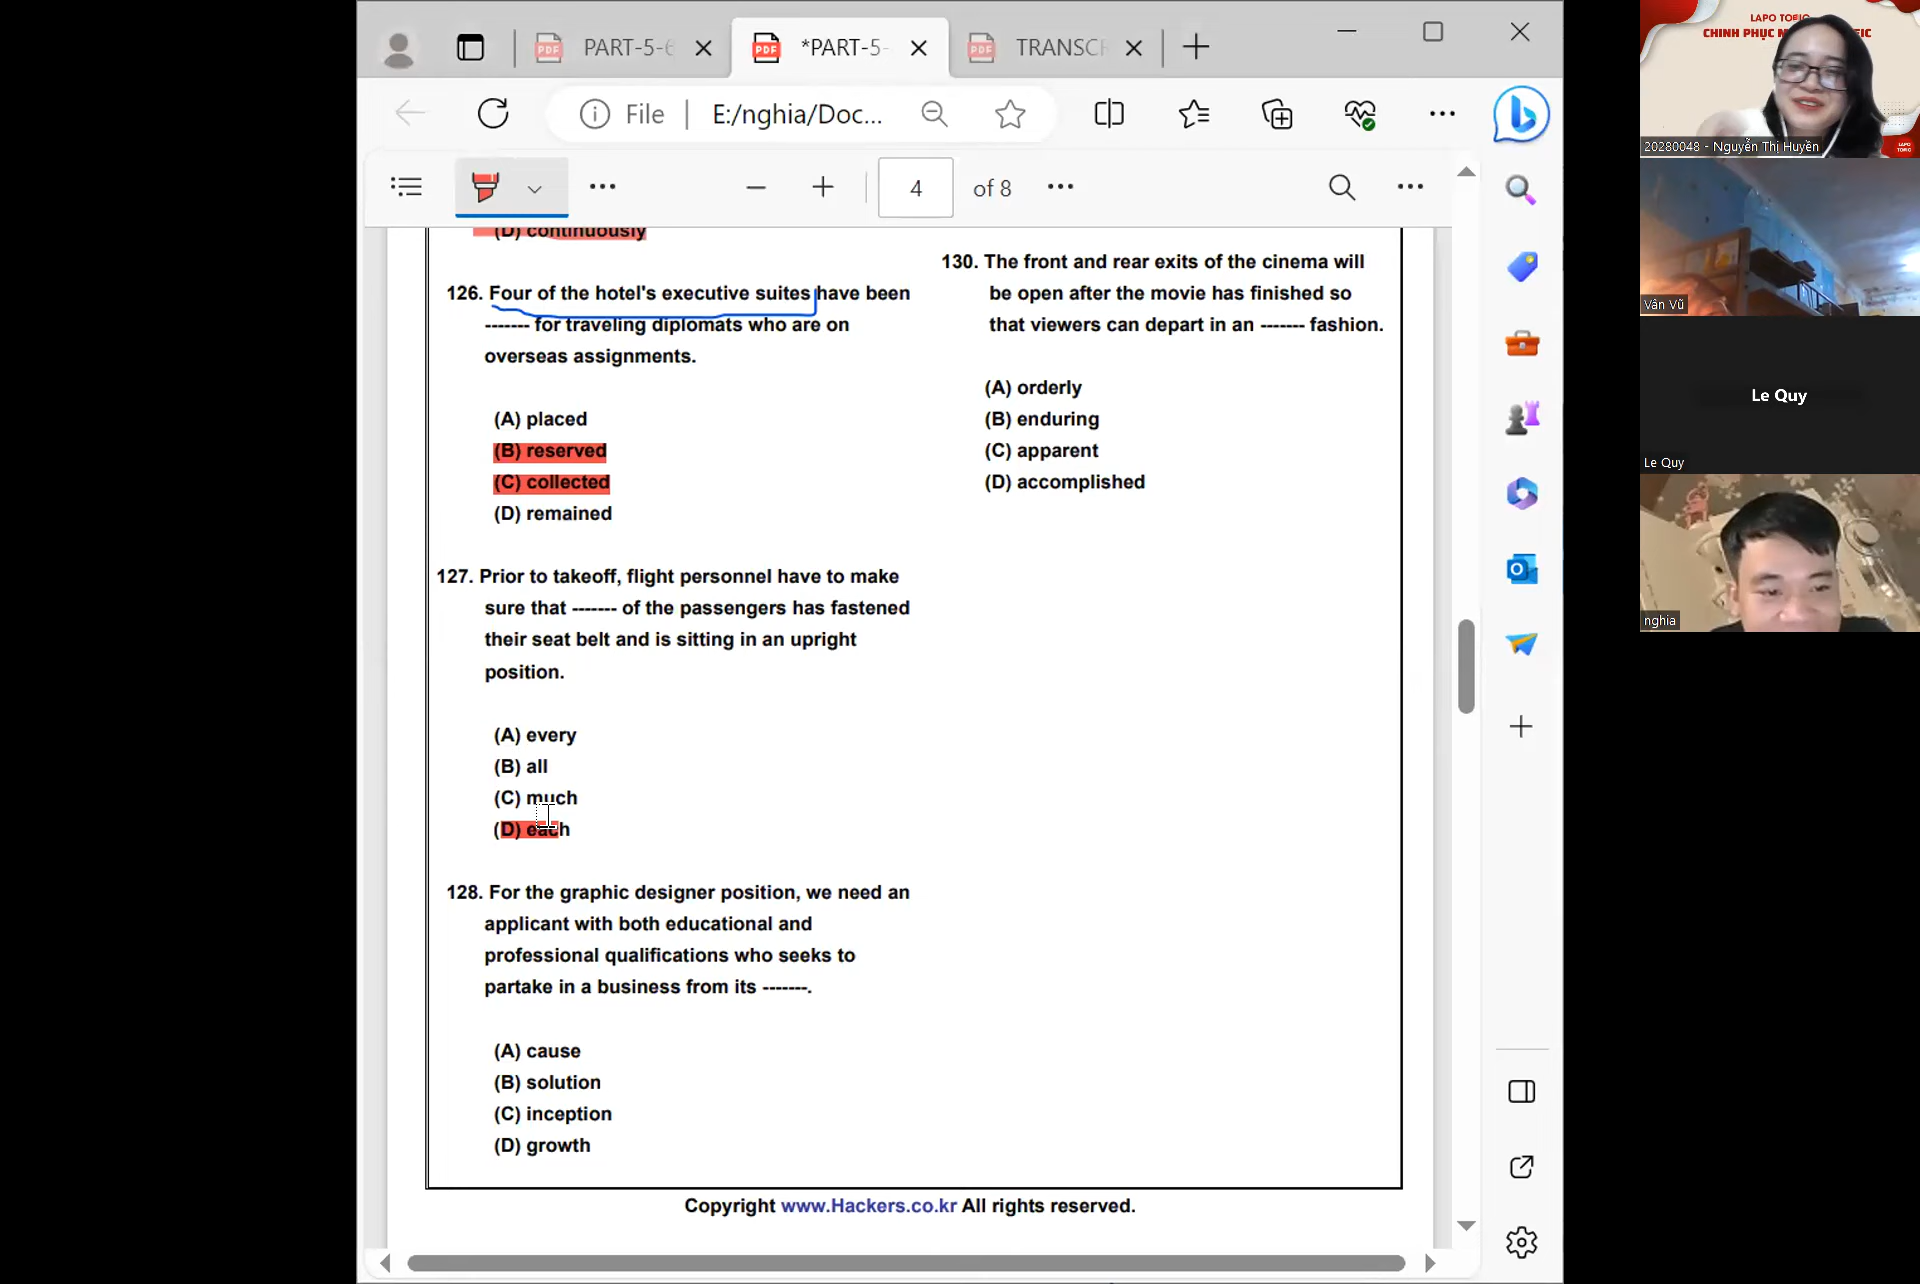 PART-5-6
*PART-5-
TRANSCR
File
E:/nghia/Doc...
4
of 8
(D) continuously
126. Four of the hotel's executive suites have been
------- for traveling diplomats who are on
overseas assignments.
(A) placed
(B) reserved
(C) collected
(D) remained
127. Prior to takeoff, flight personnel have to make
sure that ------- of the passengers has fastened
their seat belt and is sitting in an upright
position.
(A) every
(B) all
(C) much
(D) each
128. For the graphic designer position, we need an
applicant with both educational and
professional qualifications who seeks to
partake in a business from its -------.
(A) cause
(B) solution
(C) inception
(D) growth
130. The front and rear exits of the cinema will
be open after the movie has finished so
that viewers can depart in an ------- fashion.
(A) orderly
(B) enduring
(C) apparent
(D) accomplished
Copyright www.Hackers.co.kr All rights reserved.
LAPO TOEIC
CHINH PHỤC
20280048 - Nguyễn Thị Huyền
Vân Vũ
Le Quy
Le Quy
nghia